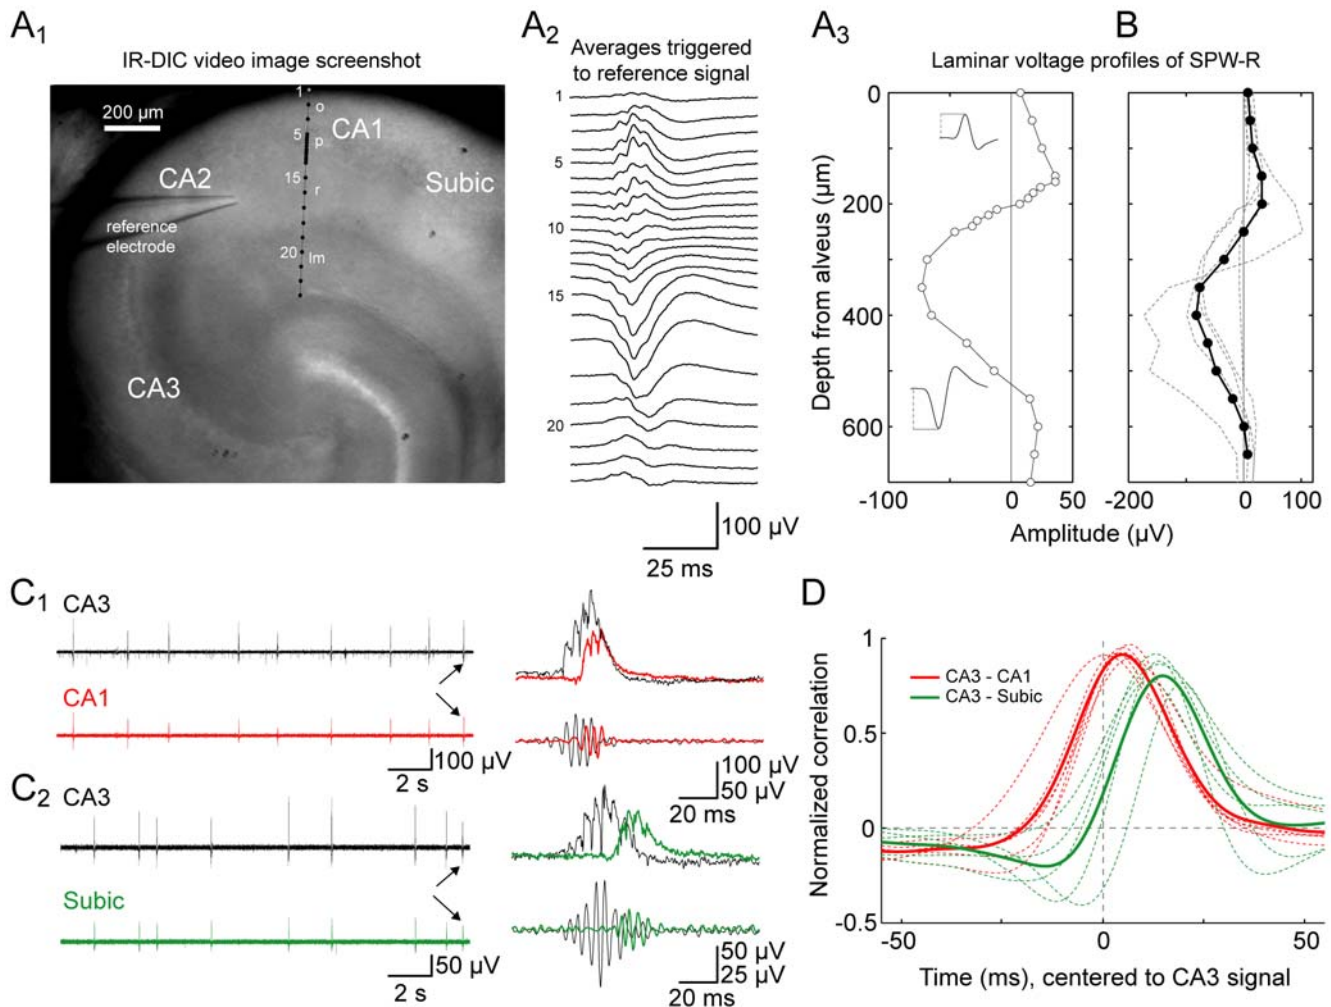 A1
IR-DIC video image screenshot
200 µm
1
o
CA1
5
p
CA2
15
r
Subic
reference
electrode
20
lm
CA3
A2
Averages triggered
to reference signal
1
5
10
15
20
100 µV
25 ms
A3
B
Laminar voltage profiles of SPW-R
Depth from alveus (µm)
0
200
400
600
-100
0
50
-200
0
100
Amplitude (µV)
C1
CA3
CA1
100 µV
2 s
100 µV
50 µV
20 ms
C2
CA3
Subic
50 µV
2 s
50 µV
25 µV
20 ms
D
Normalized correlation
1
0.5
0
-0.5
CA3 - CA1
CA3 - Subic
-50
0
50
Time (ms), centered to CA3 signal